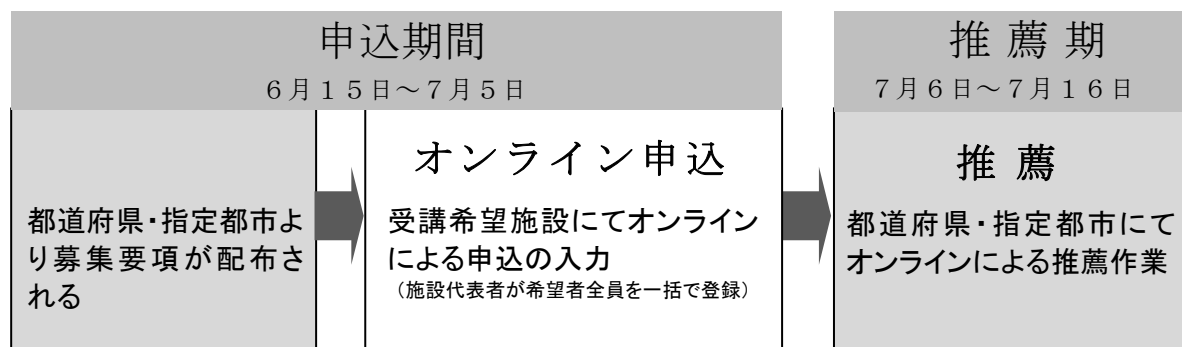 申込期間
６月１５日～７月５日
都道府県・指定都市よ
り募集要項が配布さ
れる
オンライン申込
受講希望施設にてオンライン
による申込の入力
（施設代表者が希望者全員を一括で登録）
推薦期
７月６日～７月１６日
推薦
都道府県・指定都市にて
オンラインによる推薦作業